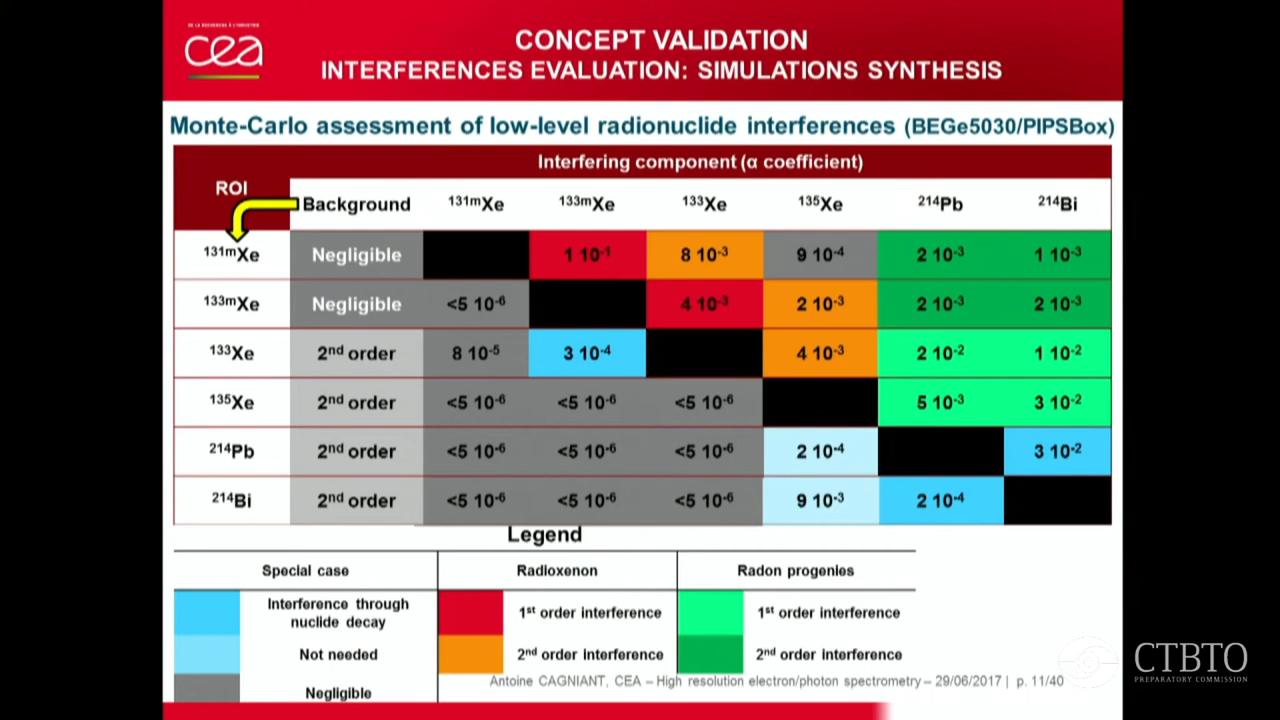 DE LA RECHERCHE À L'INDUSTRIE
cea
CONCEPT VALIDATION
INTERFERENCES EVALUATION: SIMULATIONS SYNTHESIS
Monte-Carlo assessment of low-level radionuclide interferences (BEGe5030/PIPSBox)
ROI Interfering component (α coefficient)
Background 131mXe 133mXe 133Xe 135Xe 214Pb 214Bi
131mXe Negligible 1 10-1 8 10-3 9 10-4 2 10-3 1 10-3
133mXe Negligible <5 10-6 4 10-3 2 10-3 2 10-3 2 10-3
133Xe 2nd order 8 10-5 3 10-4 4 10-3 2 10-2 1 10-2
135Xe 2nd order <5 10-6 <5 10-6 <5 10-6 5 10-3 3 10-2
214Pb 2nd order <5 10-6 <5 10-6 <5 10-6 2 10-4 3 10-2
214Bi 2nd order <5 10-6 <5 10-6 <5 10-6 9 10-3 2 10-4
Legend
Special case Radioxenon Radon progenies
Interference through
nuclide decay 1st order interference 1st order interference
Not needed 2nd order interference 2nd order interference
Negligible
Antoine CAGNIANT, CEA – High resolution electron/photon spectrometry – 29/06/2017 | p. 11/40
CTBTO
PREPARATORY COMMISSION